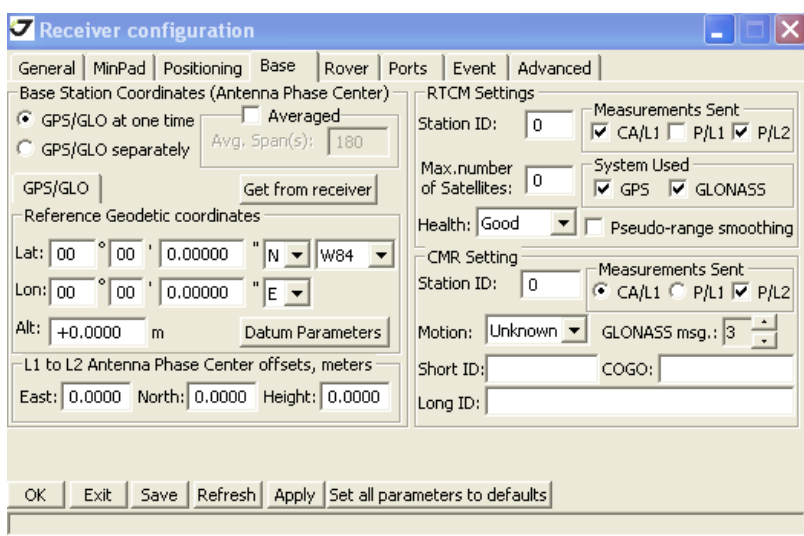 Receiver configuration
General MinPad Positioning Base Rover Ports Event Advanced
Base Station Coordinates (Antenna Phase Center)
GPS/GLO at one time
Averaged
GPS/GLO separately
Avg. Span(s): 180
GPS/GLO
Get from receiver
Reference Geodetic coordinates
Lat: 00 ° 00 ' 0.00000 " N W84
Lon: 00 ° 00 ' 0.00000 " E
Alt: +0.0000 m Datum Parameters
L1 to L2 Antenna Phase Center offsets, meters
East: 0.0000 North: 0.0000 Height: 0.0000
RTCM Settings
Station ID: 0
Measurements Sent
CA/L1 P/L1 P/L2
Max.number
of Satellites: 0
System Used
GPS GLONASS
Health: Good Pseudo-range smoothing
CMR Setting
Station ID: 0
Measurements Sent
CA/L1 P/L1 P/L2
Motion: Unknown GLONASS msg.: 3
Short ID: COGO:
Long ID:
OK Exit Save Refresh Apply Set all parameters to defaults